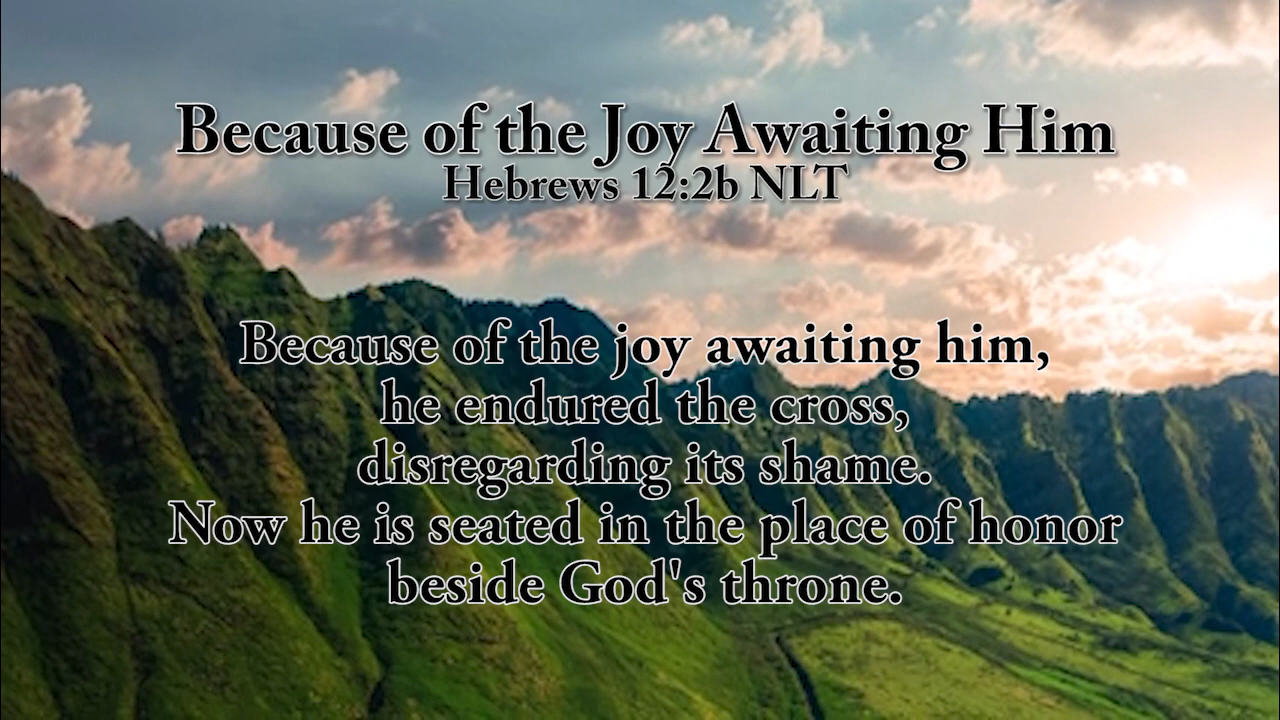 Because of the Joy Awaiting Him
Hebrews 12:2b NLT
Because of the joy awaiting him,
he endured the cross,
disregarding its shame.
Now he is seated in the place of honor
beside God's throne.